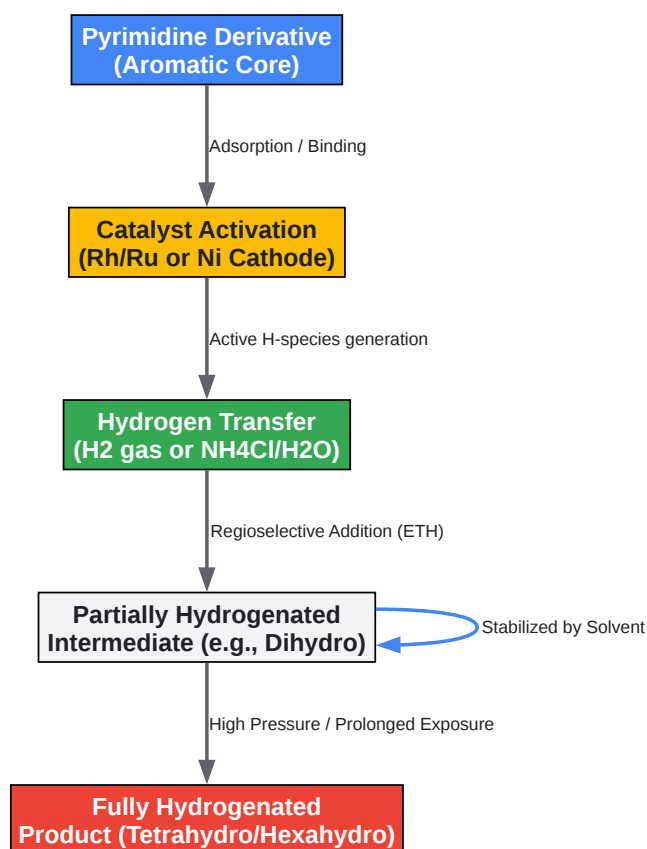 Pyrimidine Derivative
(Aromatic Core)
Adsorption / Binding
Catalyst Activation
(Rh/Ru or Ni Cathode)
Active H-species generation
Hydrogen Transfer
(H2 gas or NH4Cl/H2O)
Regioselective Addition (ETH)
Partially Hydrogenated
Intermediate (e.g., Dihydro)
Stabilized by Solvent
High Pressure / Prolonged Exposure
Fully Hydrogenated
Product (Tetrahydro/Hexahydro)